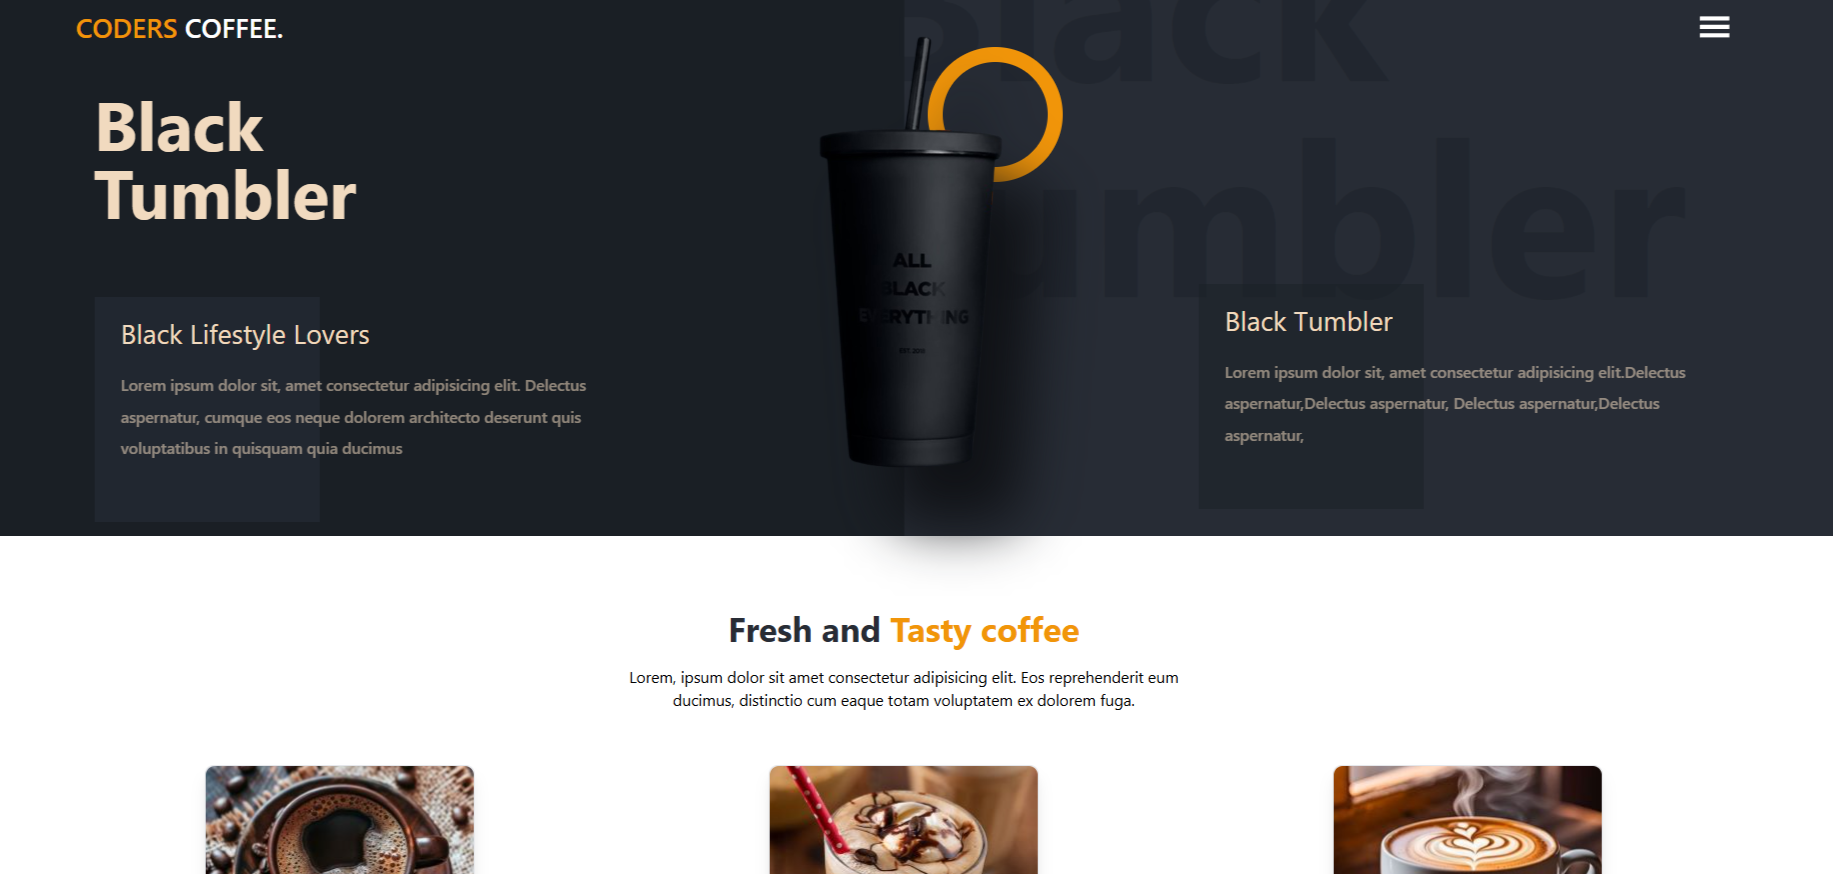 CODERS COFFEE.
Black
Tumbler
Black
Tumbler
ALL
BLACK
EVERYTHING
Black Lifestyle Lovers
Lorem ipsum dolor sit, amet consectetur adipisicing elit. Delectus
aspernatur, cumque eos neque dolorem architecto deserunt quis
voluptatibus in quisquam quia ducimus
Black Tumbler
Lorem ipsum dolor sit, amet consectetur adipisicing elit.Delectus
aspernatur,Delectus aspernatur, Delectus aspernatur,Delectus
aspernatur,
Fresh and Tasty coffee
Lorem, ipsum dolor sit amet consectetur adipisicing elit. Eos reprehenderit eum
ducimus, distinctio cum eaque totam voluptatem ex dolorem fuga.